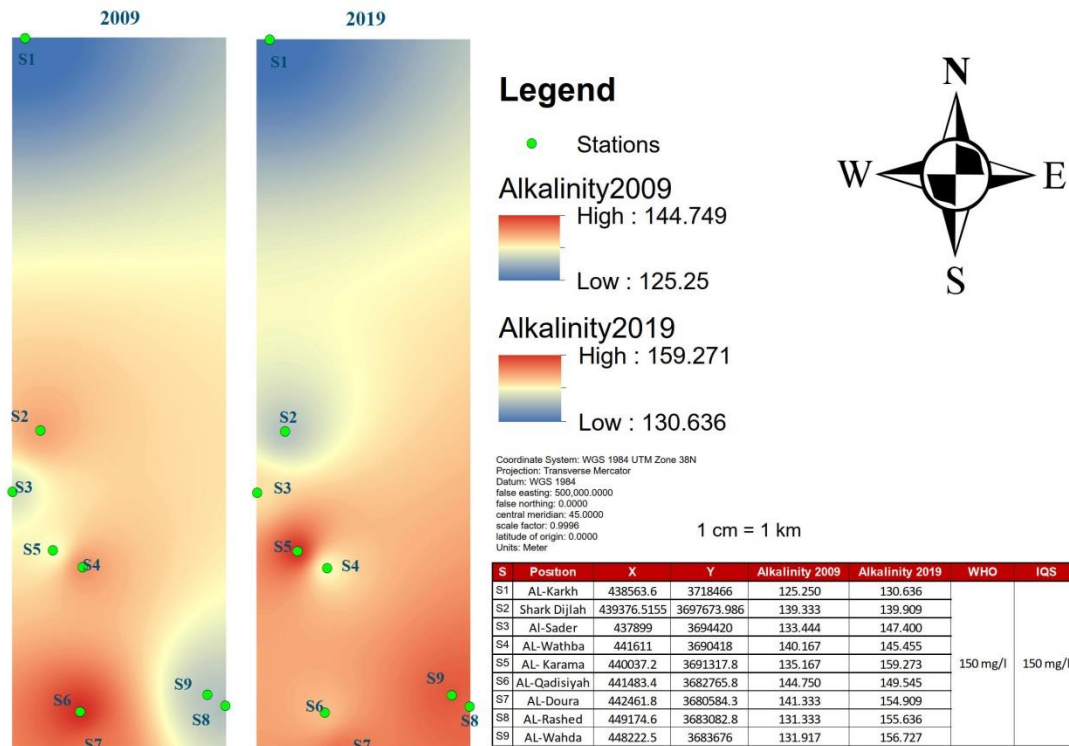 2009
2019
S1
S1
S2
S2
S3
S3
S5
S4
S5
S4
S9
S6
S8
S7
S9
S6
S8
S7
Legend
Stations
Alkalinity2009
High : 144.749
Low : 125.25
Alkalinity2019
High : 159.271
Low : 130.636
N
W
E
S
Coordinate System: WGS 1984 UTM Zone 38N
Projection: Transverse Mercator
Datum: WGS 1984
false easting: 500,000.0000
false northing: 0.0000
central meridian: 45.0000
scale factor: 0.9996
latitude of origin: 0.0000
Units: Meter
1 cm = 1 km
S Position X Y Alkalinity 2009 Alkalinity 2019 WHO IQS
S1 AL-Karkh 438563.6 3718466 125.250 130.636
S2 Shark Dijlah 439376.5155 3697673.986 139.333 139.909
S3 Al-Sader 437899 3694420 133.444 147.400
S4 AL-Wathba 441611 3690418 140.167 145.455
S5 AL- Karama 440037.2 3691317.8 135.167 159.273 150 mg/l 150 mg/l
S6 AL-Qadisiyah 441483.4 3682765.8 144.750 149.545
S7 AL-Doura 442461.8 3680584.3 141.333 154.909
S8 AL-Rashed 449174.6 3683082.8 131.333 155.636
S9 AL-Wahda 448222.5 3683676 131.917 156.727